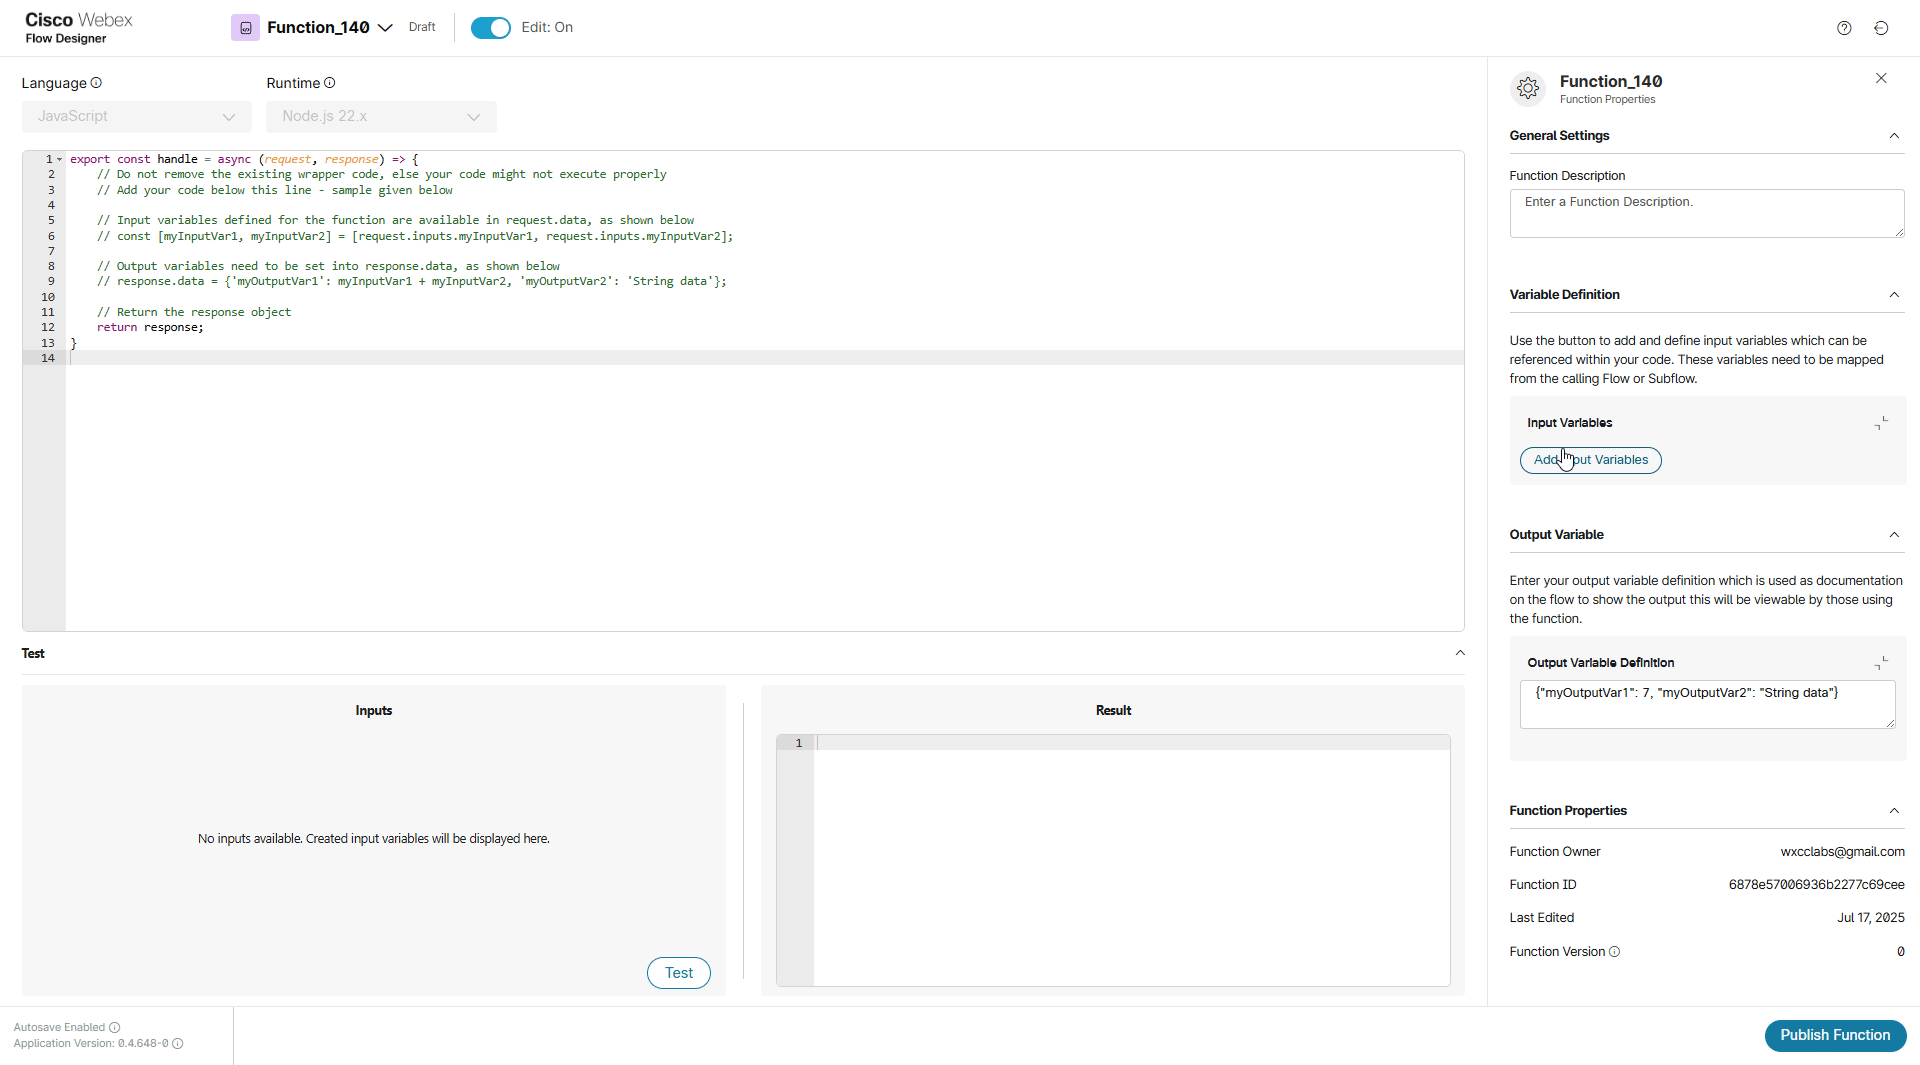 Cisco Webex
Flow Designer
Function_140
Draft
Edit: On
Language
Runtime
JavaScript
Node.js 22.x
1 export const handle = async (request, response) => {
2 // Do not remove the existing wrapper code, else your code might not execute properly
3 // Add your code below this line - sample given below
4
5 // Input variables defined for the function are available in request.data, as shown below
6 // const [myInputVar1, myInputVar2] = [request.inputs.myInputVar1, request.inputs.myInputVar2];
7
8 // Output variables need to be set into response.data, as shown below
9 // response.data = {'myOutputVar1': myInputVar1 + myInputVar2, 'myOutputVar2': 'String data'};
10
11 // Return the response object
12 return response;
13 }
14
Test
Inputs
No inputs available. Created input variables will be displayed here.
Test
Result
1
Function_140
Function Properties
General Settings
Function Description
Enter a Function Description.
Variable Definition
Use the button to add and define input variables which can be
referenced within your code. These variables need to be mapped
from the calling Flow or Subflow.
Input Variables
Add Input Variables
Output Variable
Enter your output variable definition which is used as documentation
on the flow to show the output this will be viewable by those using
the function.
Output Variable Definition
{"myOutputVar1": 7, "myOutputVar2": "String data"}
Function Properties
Function Owner wxcclabs@gmail.com
Function ID 6878e57006936b2277c69cee
Last Edited Jul 17, 2025
Function Version 0
Autosave Enabled
Application Version: 0.4.648-0
Publish Function